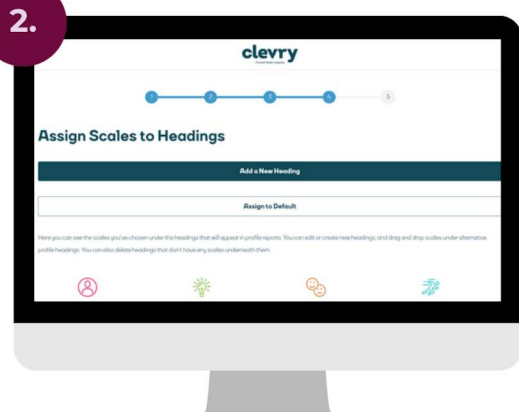 2.
clevry
1 2 3 4 5
Assign Scales to Headings
Add a New Heading
Assign to Default
Here you can see the scales you've chosen under the headings that will appear in profile reports. You can edit or create new headings, and drag and drop scales under alternative
profile headings. You can also delete headings that don't have any scales underneath them.